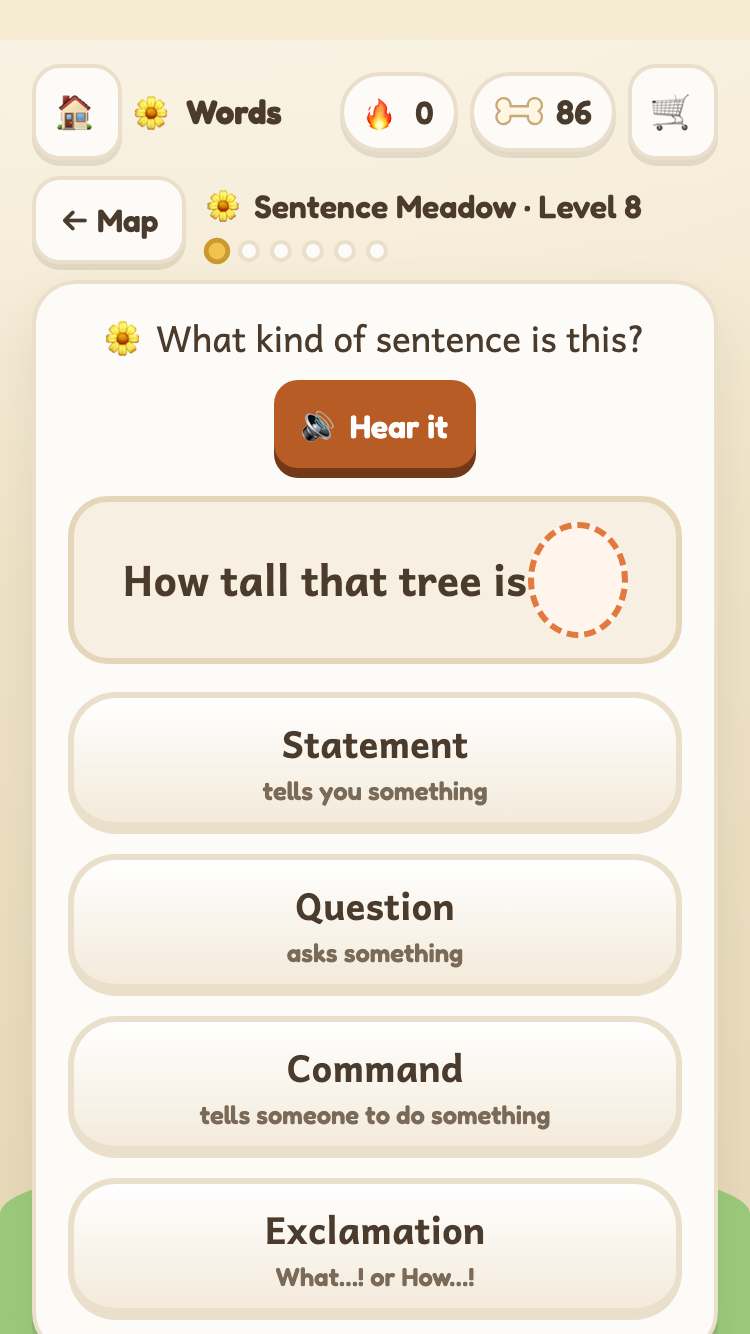 Words
0
86
← Map
Sentence Meadow · Level 8
What kind of sentence is this?
Hear it
How tall that tree is
Statement
tells you something
Question
asks something
Command
tells someone to do something
Exclamation
What...! or How...!